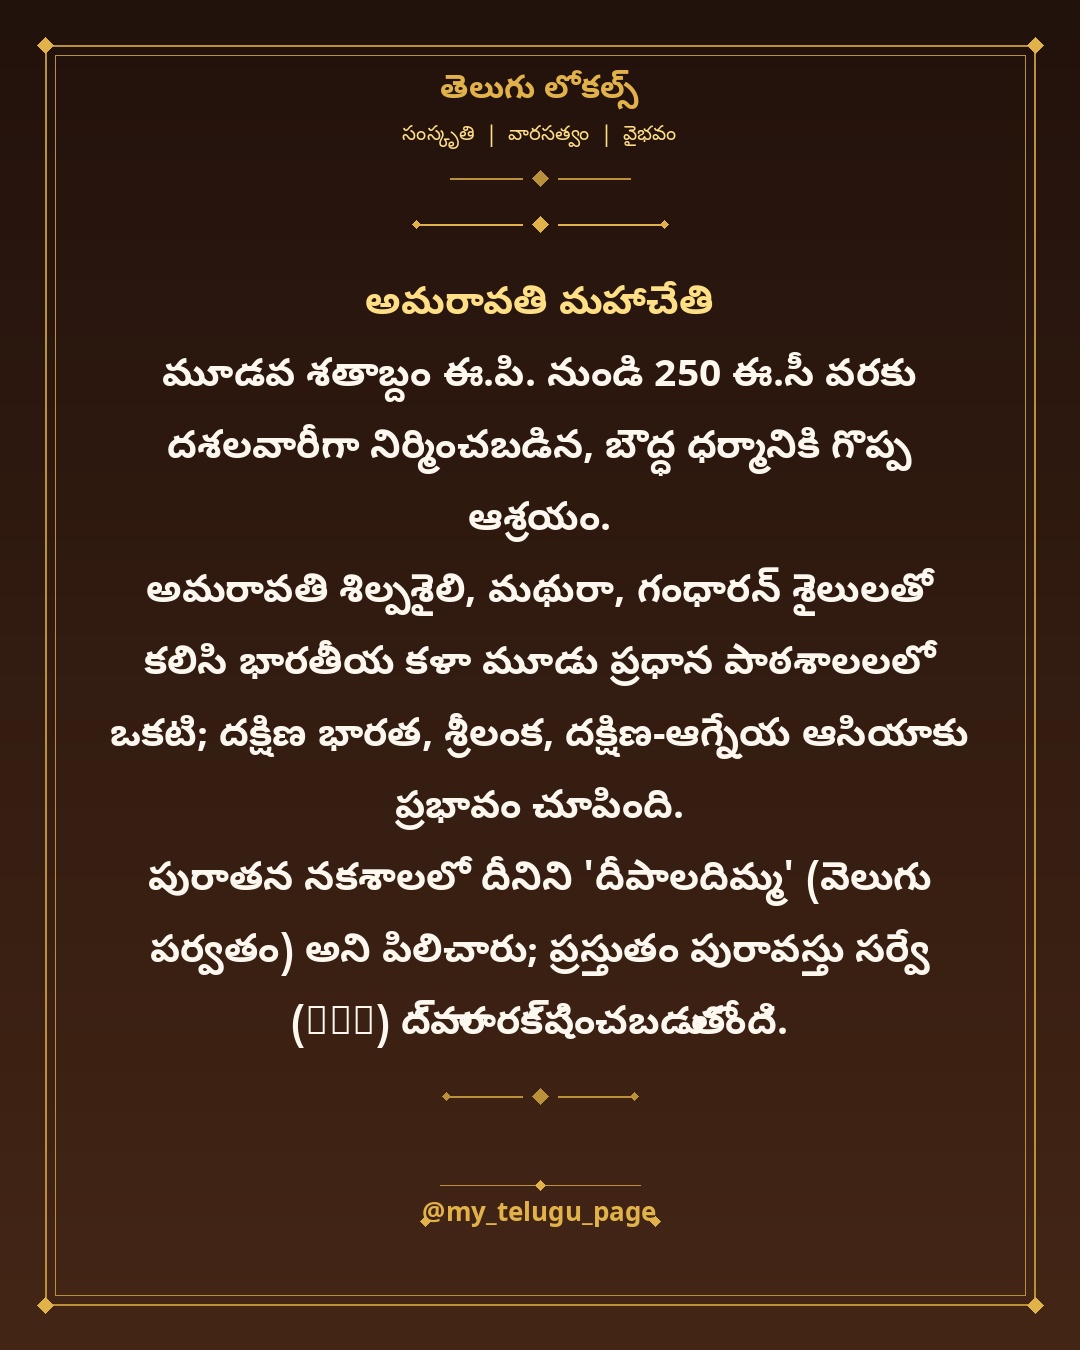 తెలుగు లోకల్స్
సంస్కృతి | వారసత్వం | వైభవం
అమరావతి మహాచేతి
మూడవ శతాబ్దం ఈ.పి. నుండి 250 ఈ.సీ వరకు
దశలవారీగా నిర్మించబడిన, బౌద్ధ ధర్మానికి గొప్ప
ఆశ్రయం.
అమరావతి శిల్పశైలి, మథురా, గంధారన్ శైలులతో
కలిసి భారతీయ కళా మూడు ప్రధాన పాఠశాలలలో
ఒకటి; దక్షిణ భారత, శ్రీలంక, దక్షిణ-ఆగ్నేయ ఆసియాకు
ప్రభావం చూపింది.
పురాతన నకశాలలో దీనిని 'దీపాలదిమ్మ' (వెలుగు
పర్వతం) అని పిలిచారు; ప్రస్తుతం పురావస్తు సర్వే
ద్వారా రక్షించబడుతోంది.
@my_telugu_page